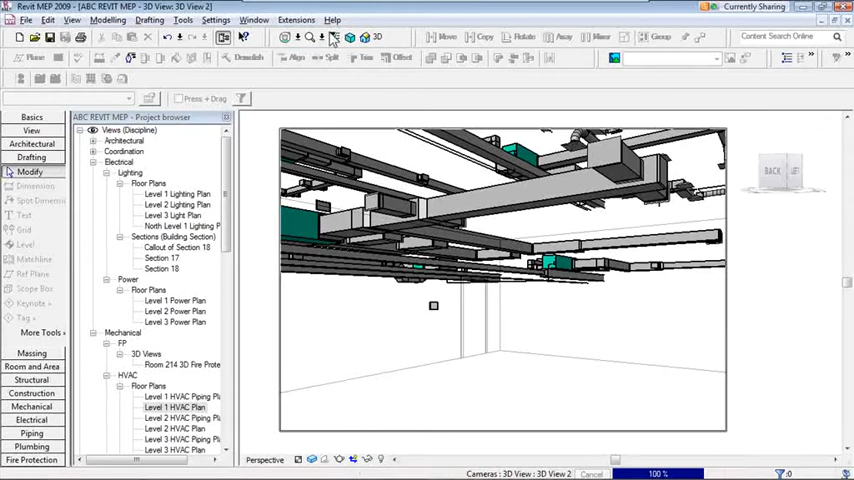 Revit MEP 2009 - [ABC REVIT MEP - 3D View: 3D View 2]
Currently Sharing
File Edit View Modelling Drafting Tools Settings Window Extensions Help
3D
Move Copy Rotate Mirror Array Group
Content Search Online
Plane Demolish Align Split Trim Offset
Press + Drag
Basics
View
Architectural
Drafting
Modify
Dimension
Spot Dimension
Text
Grid
Level
Matchline
Ref Plane
Scope Box
Keynote
Tag
More Tools
Massing
Room and Area
Structural
Construction
Mechanical
Electrical
Piping
Plumbing
Fire Protection
ABC REVIT MEP - Project browser
Views (Discipline)
Architectural
Coordination
Electrical
Lighting
Floor Plans
Level 1 Lighting Plan
Level 2 Lighting Plan
Level 3 Light Plan
North Level 1 Lighting P
Sections (Building Section)
Callout of Section 18
Section 17
Section 18
Power
Floor Plans
Level 1 Power Plan
Level 2 Power Plan
Level 3 Power Plan
Mechanical
FP
3D Views
Room 214 3D Fire Prote
HVAC
Floor Plans
Level 1 HVAC Piping Pl
Level 1 HVAC Plan
Level 2 HVAC Piping Pl
Level 2 HVAC Plan
Level 3 HVAC Piping Pl
Level 3 HVAC Plan
BACK
Perspective
Cameras : 3D View : 3D View 2
Cancel
100 %
:0